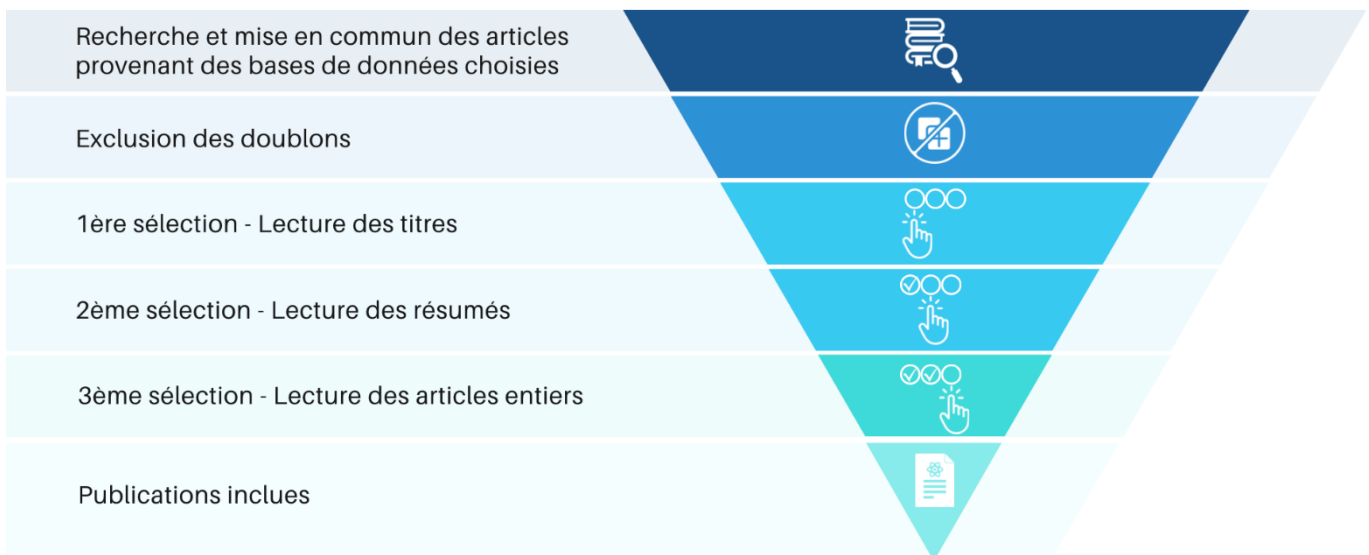 Recherche et mise en commun des articles
provenant des bases de données choisies
Exclusion des doublons
1ère sélection - Lecture des titres
2ème sélection - Lecture des résumés
3ème sélection - Lecture des articles entiers
Publications inclues